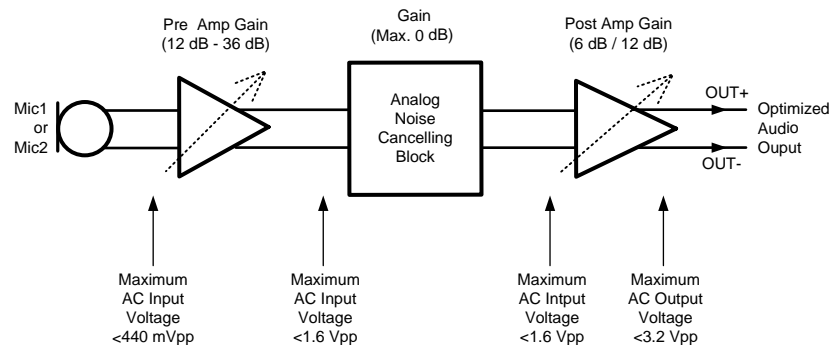 Pre Amp Gain
(12 dB - 36 dB)
Gain
(Max. 0 dB)
Post Amp Gain
(6 dB / 12 dB)
Mic1
or
Mic2
Analog
Noise
Cancelling
Block
OUT+
OUT-
Optimized
Audio
Ouput
Maximum
AC Input
Voltage
<440 mVpp
Maximum
AC Input
Voltage
<1.6 Vpp
Maximum
AC Intput
Voltage
<1.6 Vpp
Maximum
AC Output
Voltage
<3.2 Vpp